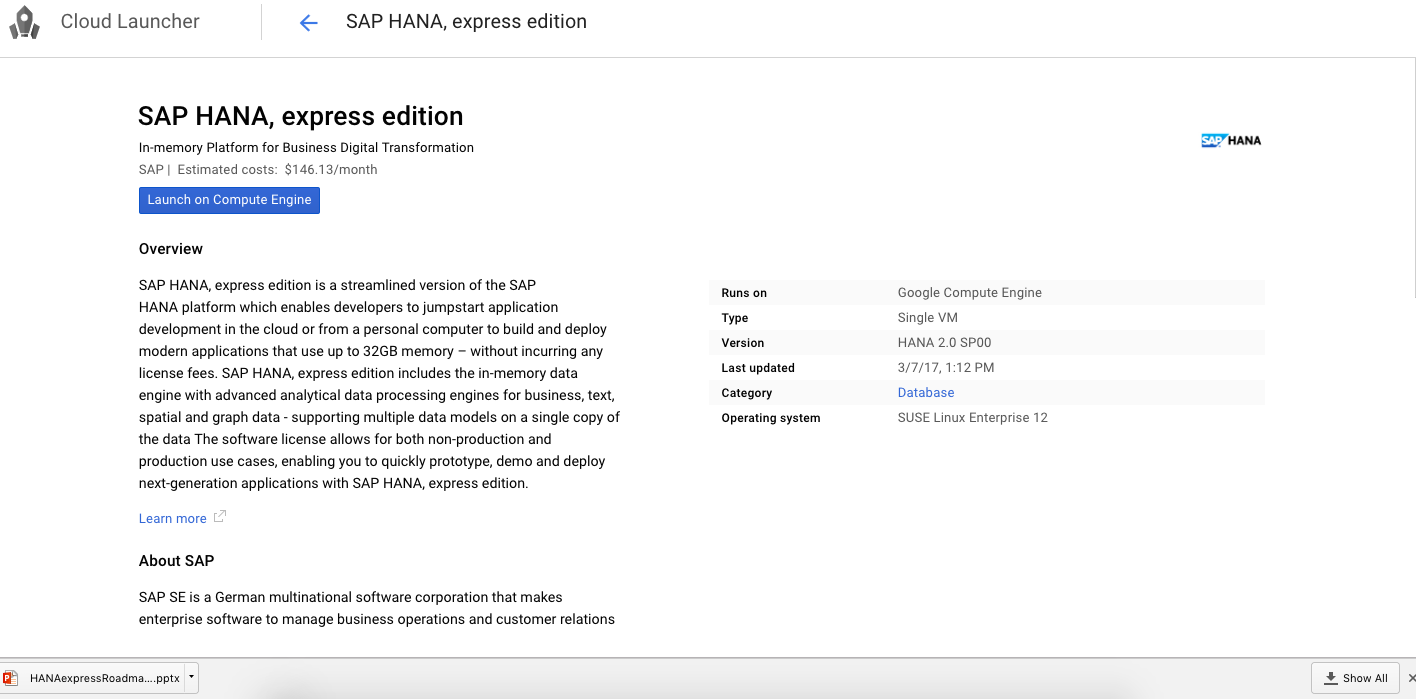 Cloud Launcher
SAP HANA, express edition
SAP HANA, express edition
In-memory Platform for Business Digital Transformation
SAP | Estimated costs: $146.13/month
SAP HANA
Launch on Compute Engine
Overview
SAP HANA, express edition is a streamlined version of the SAP
HANA platform which enables developers to jumpstart application
development in the cloud or from a personal computer to build and deploy
modern applications that use up to 32GB memory – without incurring any
license fees. SAP HANA, express edition includes the in-memory data
engine with advanced analytical data processing engines for business, text,
spatial and graph data - supporting multiple data models on a single copy of
the data The software license allows for both non-production and
production use cases, enabling you to quickly prototype, demo and deploy
next-generation applications with SAP HANA, express edition.
Learn more
Runs on Google Compute Engine
Type Single VM
Version HANA 2.0 SP00
Last updated 3/7/17, 1:12 PM
Category Database
Operating system SUSE Linux Enterprise 12
About SAP
SAP SE is a German multinational software corporation that makes
enterprise software to manage business operations and customer relations
HANAexpressRoadma....pptx
Show All